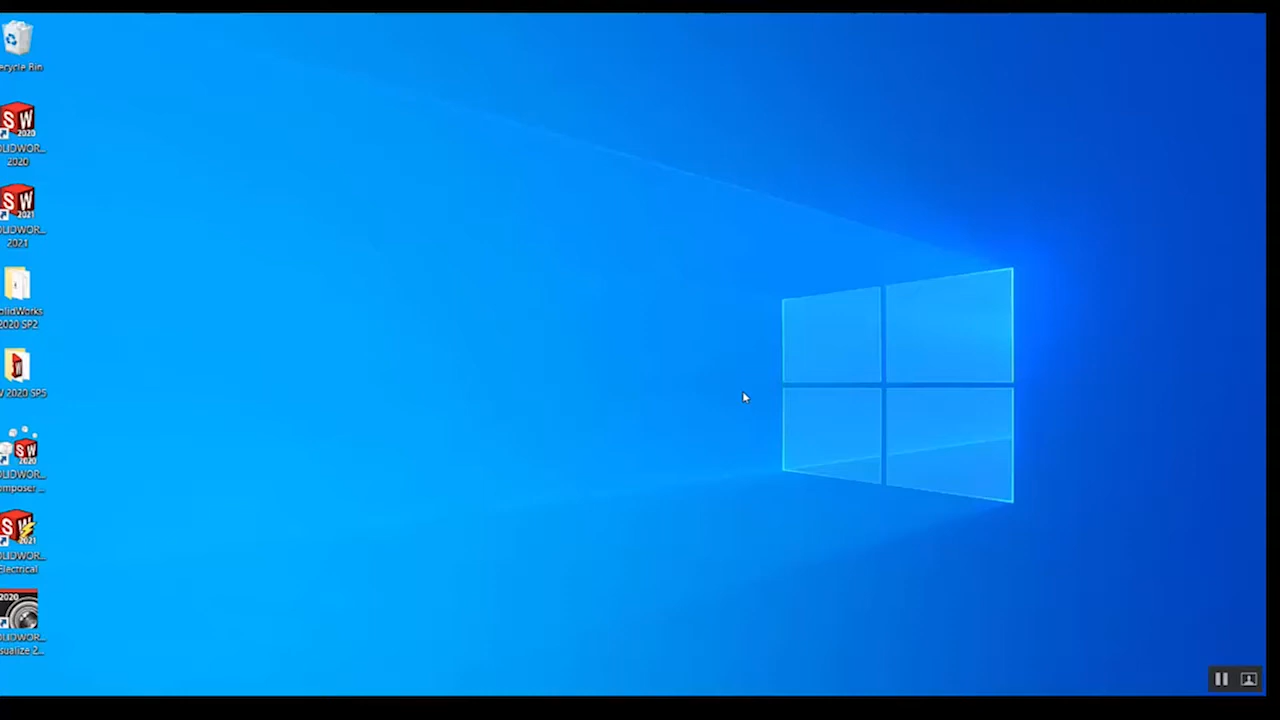 ecycle Bin
SW
2020
OLIDWOR...
2020
SW
2021
OLIDWOR...
2021
olidWorks
2020 SP2
W 2020 SP5
SW
2020
OLIDWOR...
omposer ...
SW
2021
OLIDWOR...
Electrical
2020
OLIDWOR...
sualize 2...